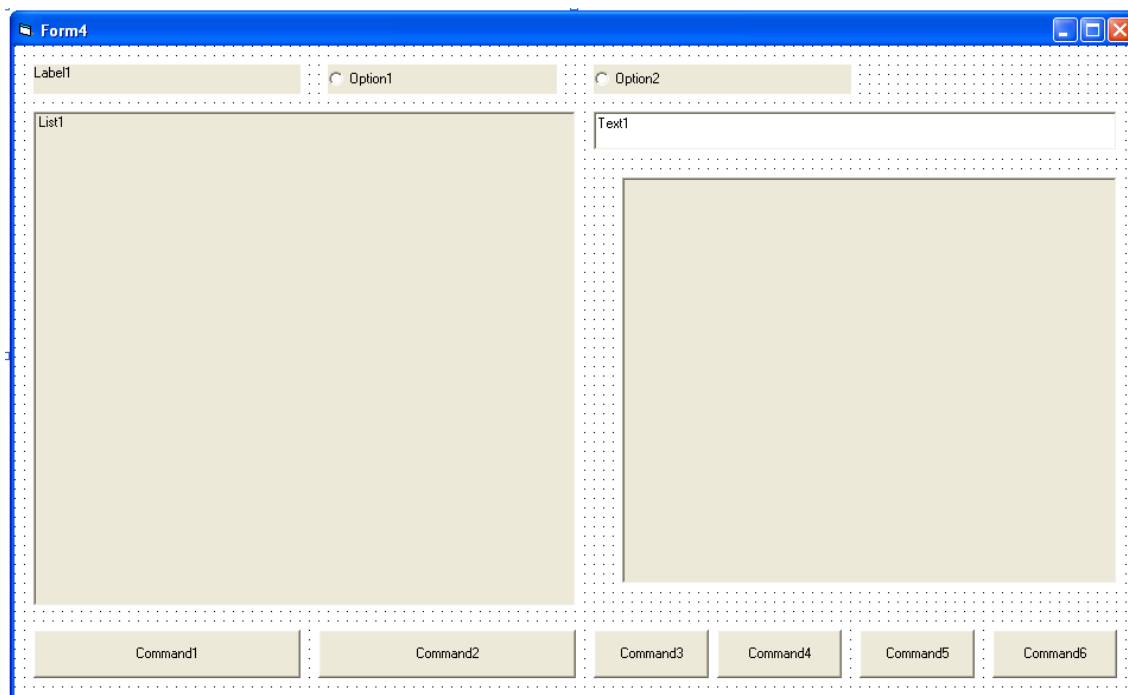 Form4
Label1
Option1
Option2
List1
Text1
Command1
Command2
Command3
Command4
Command5
Command6